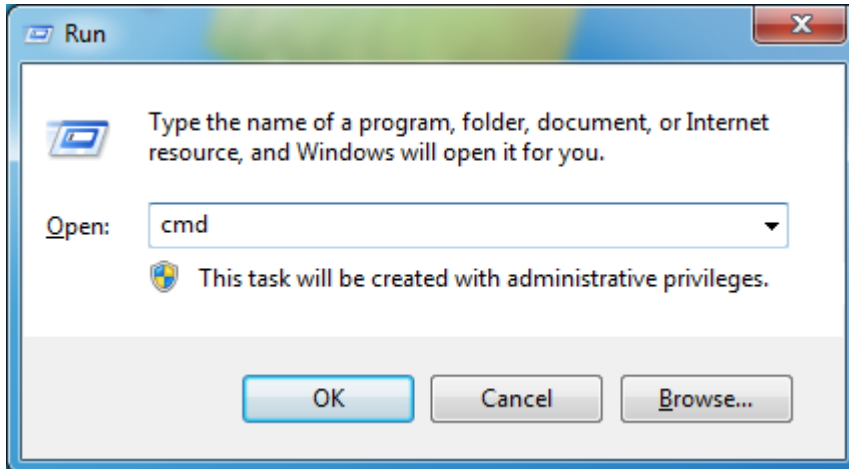 Run
Type the name of a program, folder, document, or Internet
resource, and Windows will open it for you.
Open: cmd
This task will be created with administrative privileges.
OK Cancel Browse...